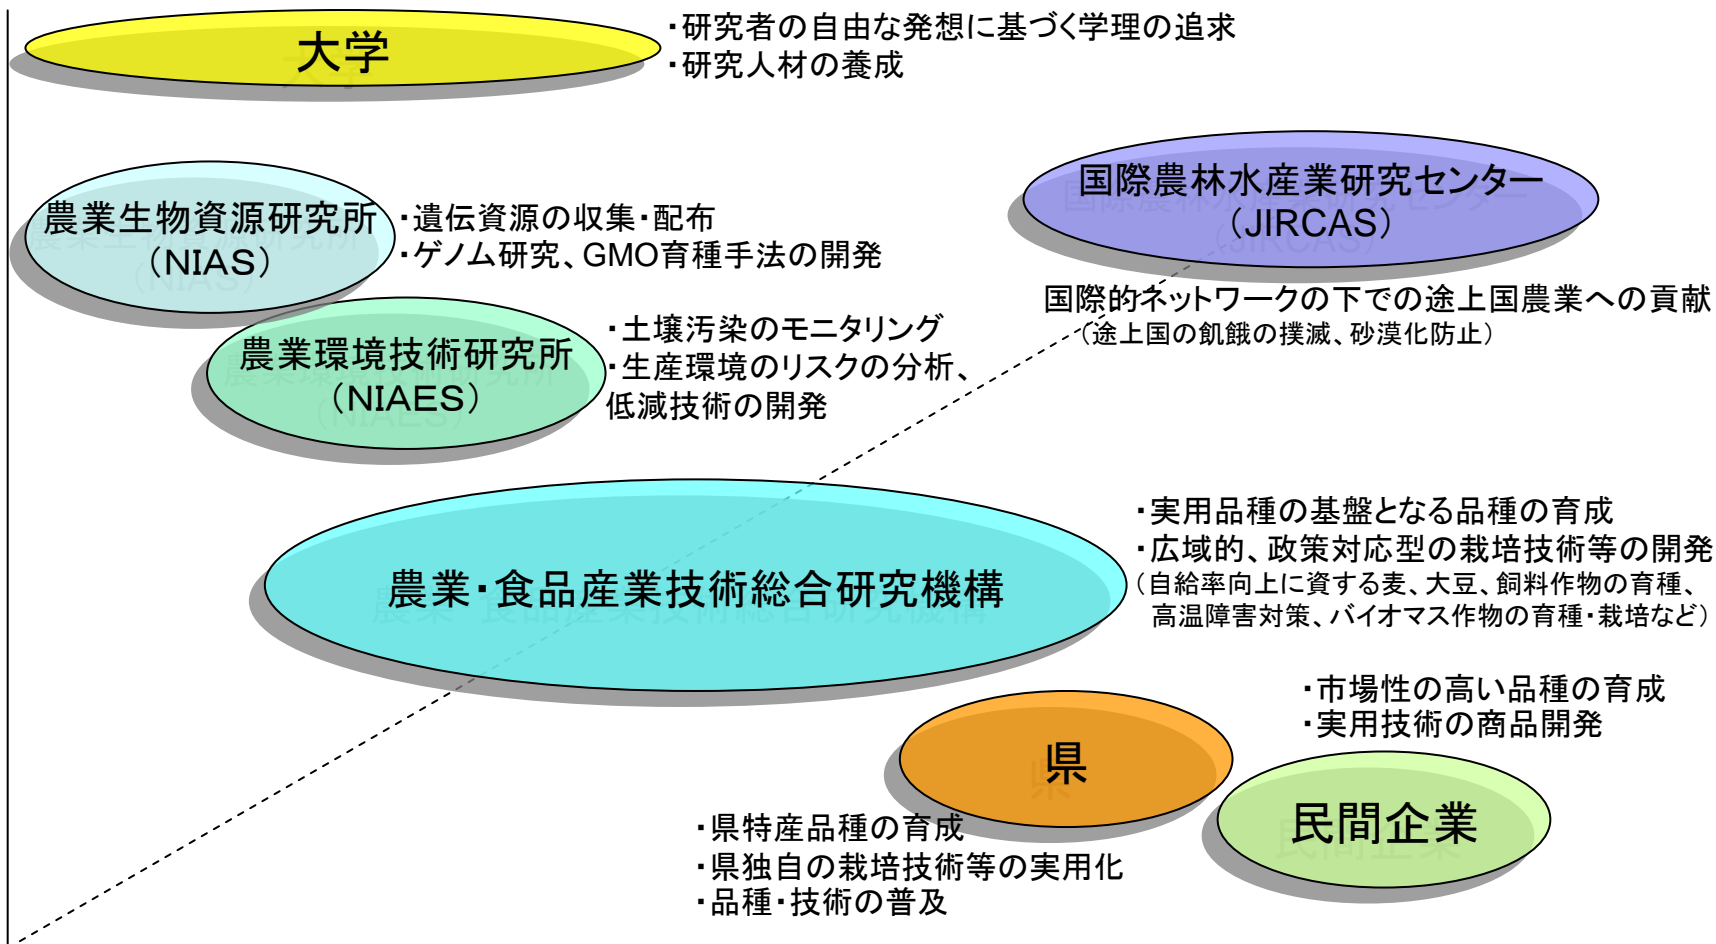 大学
・研究者の自由な発想に基づく学理の追求
・研究人材の養成
農業生物資源研究所
（NIAS）
・遺伝資源の収集・配布
・ゲノム研究、GMO育種手法の開発
国際農林水産業研究センター
（JIRCAS）
国際的ネットワークの下での途上国農業への貢献
（途上国の飢餓の撲滅、砂漠化防止）
農業環境技術研究所
（NIAES）
・土壌汚染のモニタリング
・生産環境のリスクの分析、
低減技術の開発
農業・食品産業技術総合研究機構
・実用品種の基盤となる品種の育成
・広域的、政策対応型の栽培技術等の開発
（自給率向上に資する麦、大豆、飼料作物の育種、
高温障害対策、バイオマス作物の育種・栽培など）
県
・県特産品種の育成
・県独自の栽培技術等の実用化
・品種・技術の普及
・市場性の高い品種の育成
・実用技術の商品開発
民間企業